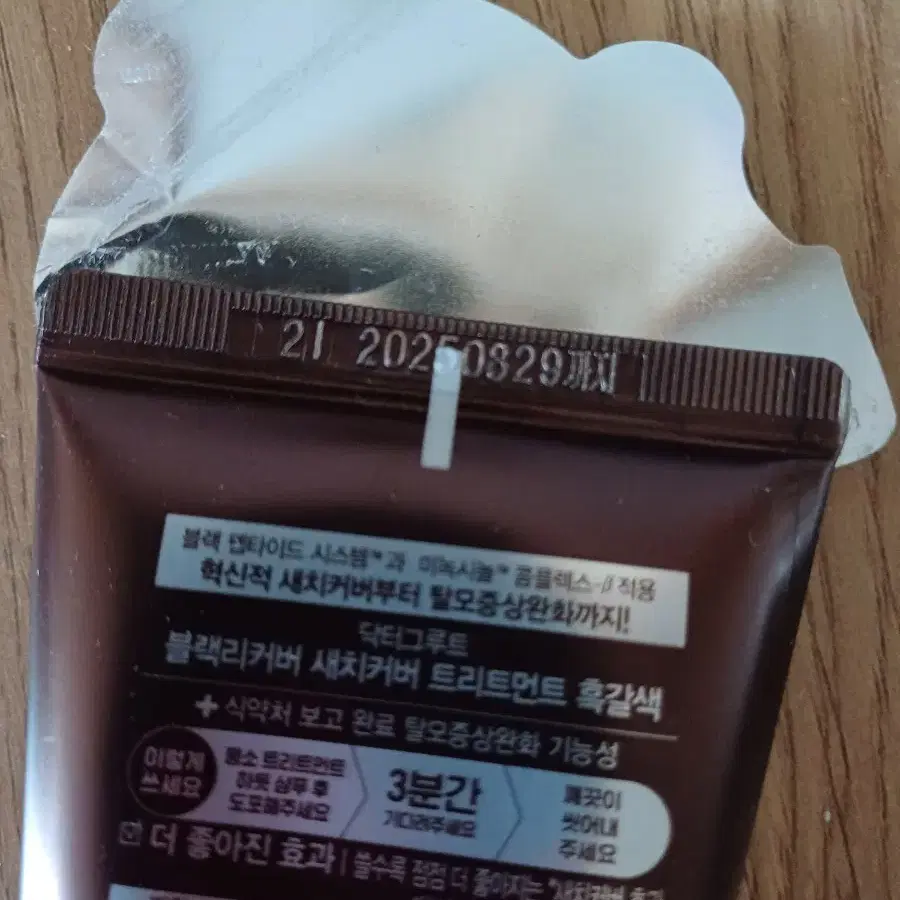 21 20250829까지
블랙 펩타이드 시스템™과 미녹시놀™ 콤플렉스-β 적용
혁신적 새치커버부터 탈모증상완화까지!
닥터그루트
블랙리커버 새치커버 트리트먼트 흑갈색
+ 식약처 보고 완료 탈모증상완화 기능성
이렇게
쓰세요
평소 트리트먼트
하듯 샴푸 후
도포해주세요
3분간
기다려주세요
깨끗이
씻어내
주세요
더 좋아진 효과 | 쓸수록 점점 더 좋아지는 *새치커버 효과